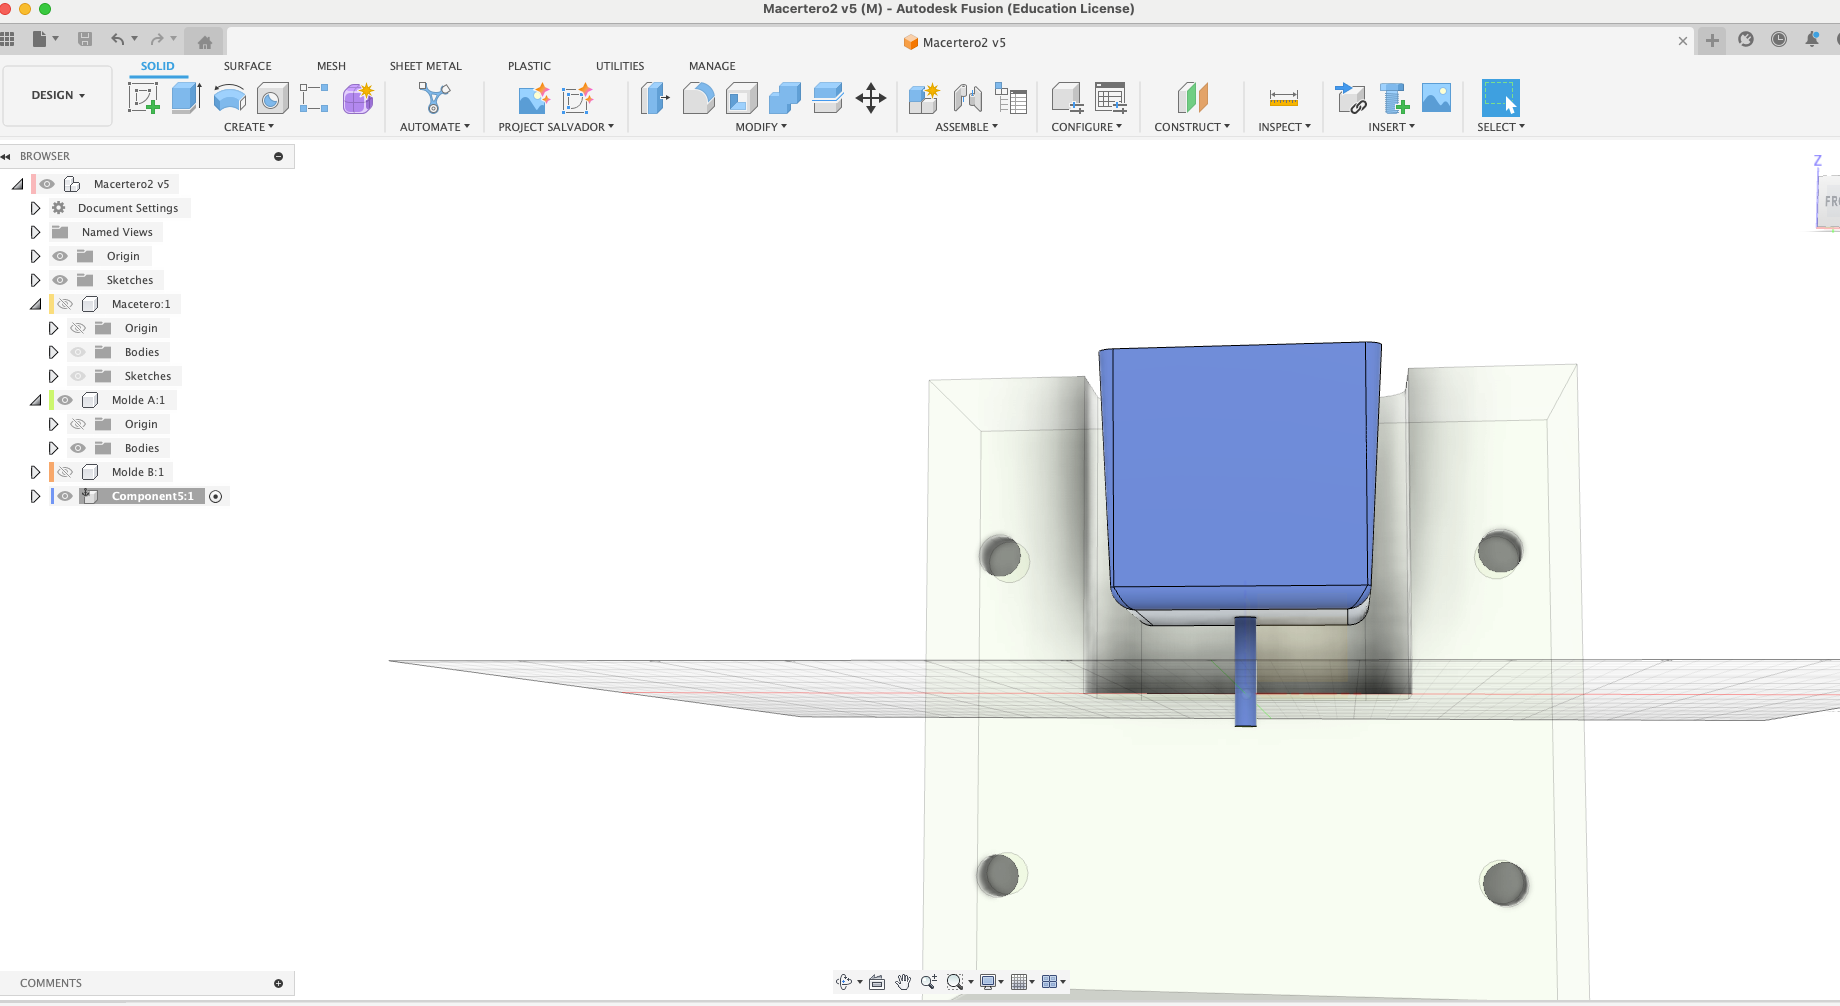 Macertero2 v5 (M) - Autodesk Fusion (Education License)
Macertero2 v5
SOLID SURFACE MESH SHEET METAL PLASTIC UTILITIES MANAGE
DESIGN
CREATE AUTOMATE PROJECT SALVADOR MODIFY ASSEMBLE CONFIGURE CONSTRUCT INSPECT INSERT SELECT
BROWSER
Z
Macertero2 v5
Document Settings
Named Views
Origin
Sketches
Macetero:1
Origin
Bodies
Sketches
Molde A:1
Origin
Bodies
Molde B:1
Component5:1
COMMENTS